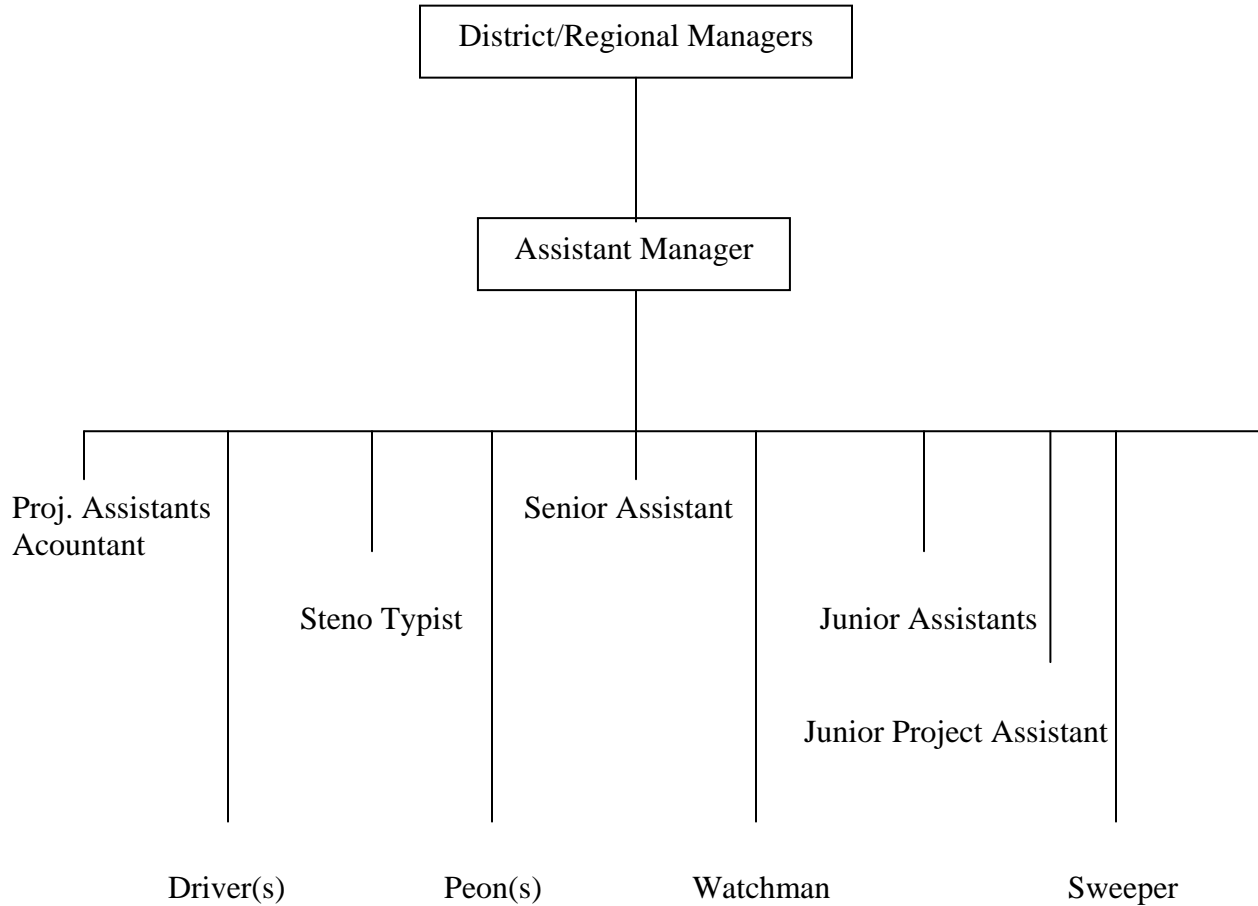 District/Regional Managers
Assistant Manager
Proj. Assistants
Acountant
Senior Assistant
Steno Typist
Junior Assistants
Junior Project Assistant
Driver(s)
Peon(s)
Watchman
Sweeper